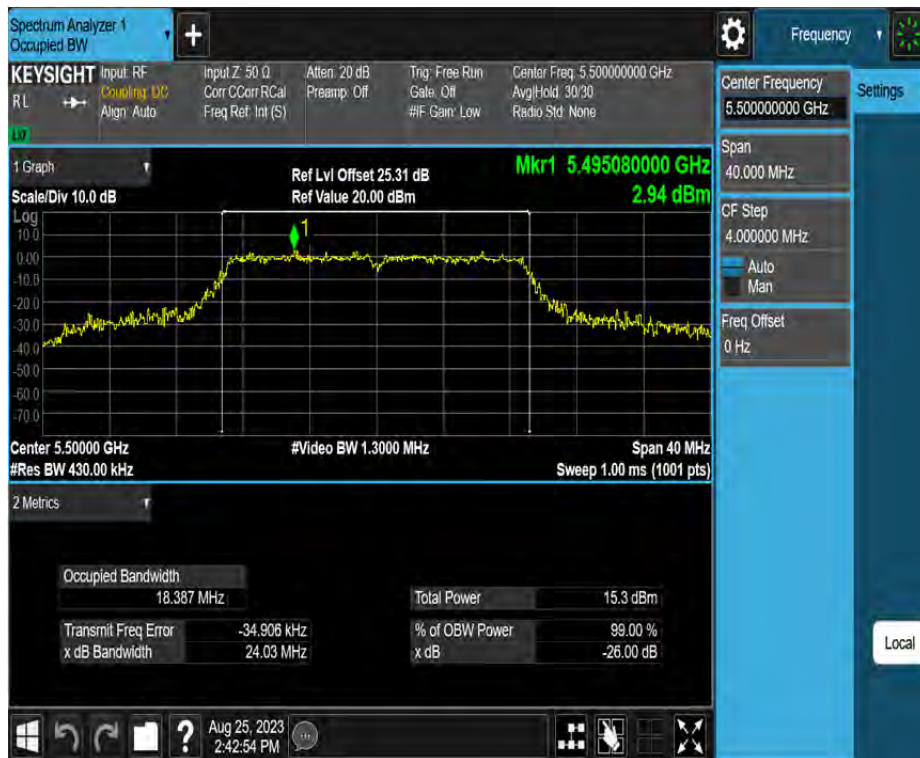 Spectrum Analyzer 1
Occupied BW
Frequency
KEYSIGHT
RL
Input: RF
Coupling: DC
Align: Auto
Input Z: 50 Ω
Corr CCorr RCal
Freq Ref: Int (S)
Atten: 20 dB
Preamp: Off
Trig: Free Run
Gate: Off
#IF Gain: Low
Center Freq: 5.500000000 GHz
Avg|Hold: 30/30
Radio Std: None
Center Frequency
5.500000000 GHz
Settings
Span
40.000 MHz
CF Step
4.000000 MHz
Auto
Man
Freq Offset
0 Hz
1 Graph
Scale/Div 10.0 dB
Ref Lvl Offset 25.31 dB
Ref Value 20.00 dBm
Mkr1 5.495080000 GHz
2.94 dBm
Log
10.0
0.00
-10.0
-20.0
-30.0
-40.0
-50.0
-60.0
-70.0
1
Center 5.50000 GHz
#Res BW 430.00 kHz
#Video BW 1.3000 MHz
Span 40 MHz
Sweep 1.00 ms (1001 pts)
2 Metrics
Occupied Bandwidth
18.387 MHz
Total Power 15.3 dBm
Transmit Freq Error -34.906 kHz
% of OBW Power 99.00 %
x dB Bandwidth 24.03 MHz
x dB -26.00 dB
Local
Aug 25, 2023
2:42:54 PM